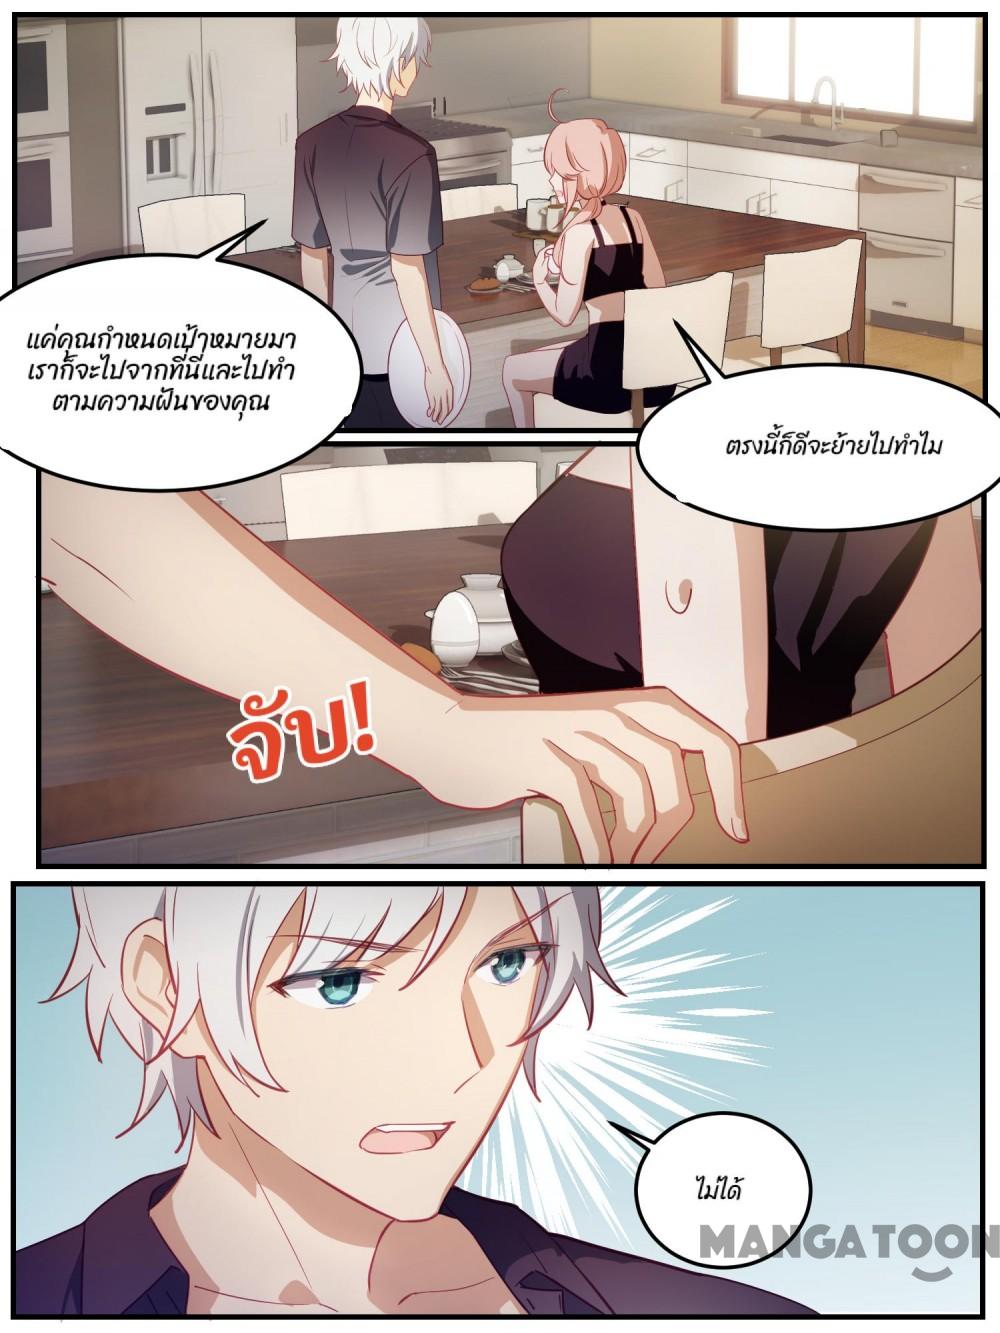 แค่คุณกำหนดเป้าหมายมา
เราก็จะไปจากที่นี่และไปทำ
ตามความฝันของคุณ
ตรงนี้ก็ดีจะย้ายไปทำไม
จับ!
ไม่ได้
MANGATOON